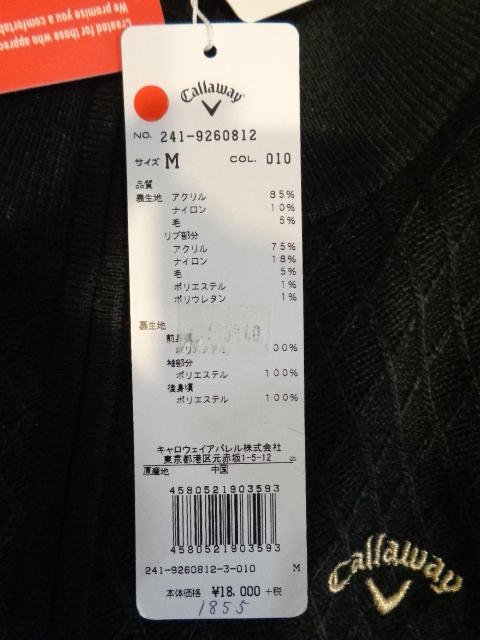 Created for those who apprec
We promise you a comfortab
Callaway
NO. 241-9260812
サイズ M COL. 010
品質
裏生地 アクリル 85%
ナイロン 10%
毛 5%
リブ部分
アクリル 75%
ナイロン 18%
毛 5%
ポリエステル 1%
ポリウレタン 1%
裏生地
前身頃
ポリエステル 100%
袖部分
ポリエステル 100%
後身頃
ポリエステル 100%
キャロウェイアパレル株式会社
東京都港区元赤坂1-5-12
原産地 中国
4580521903593
4580521903593
241-9260812-3-010 M
本体価格 ¥18,000+税
1855
Callaway